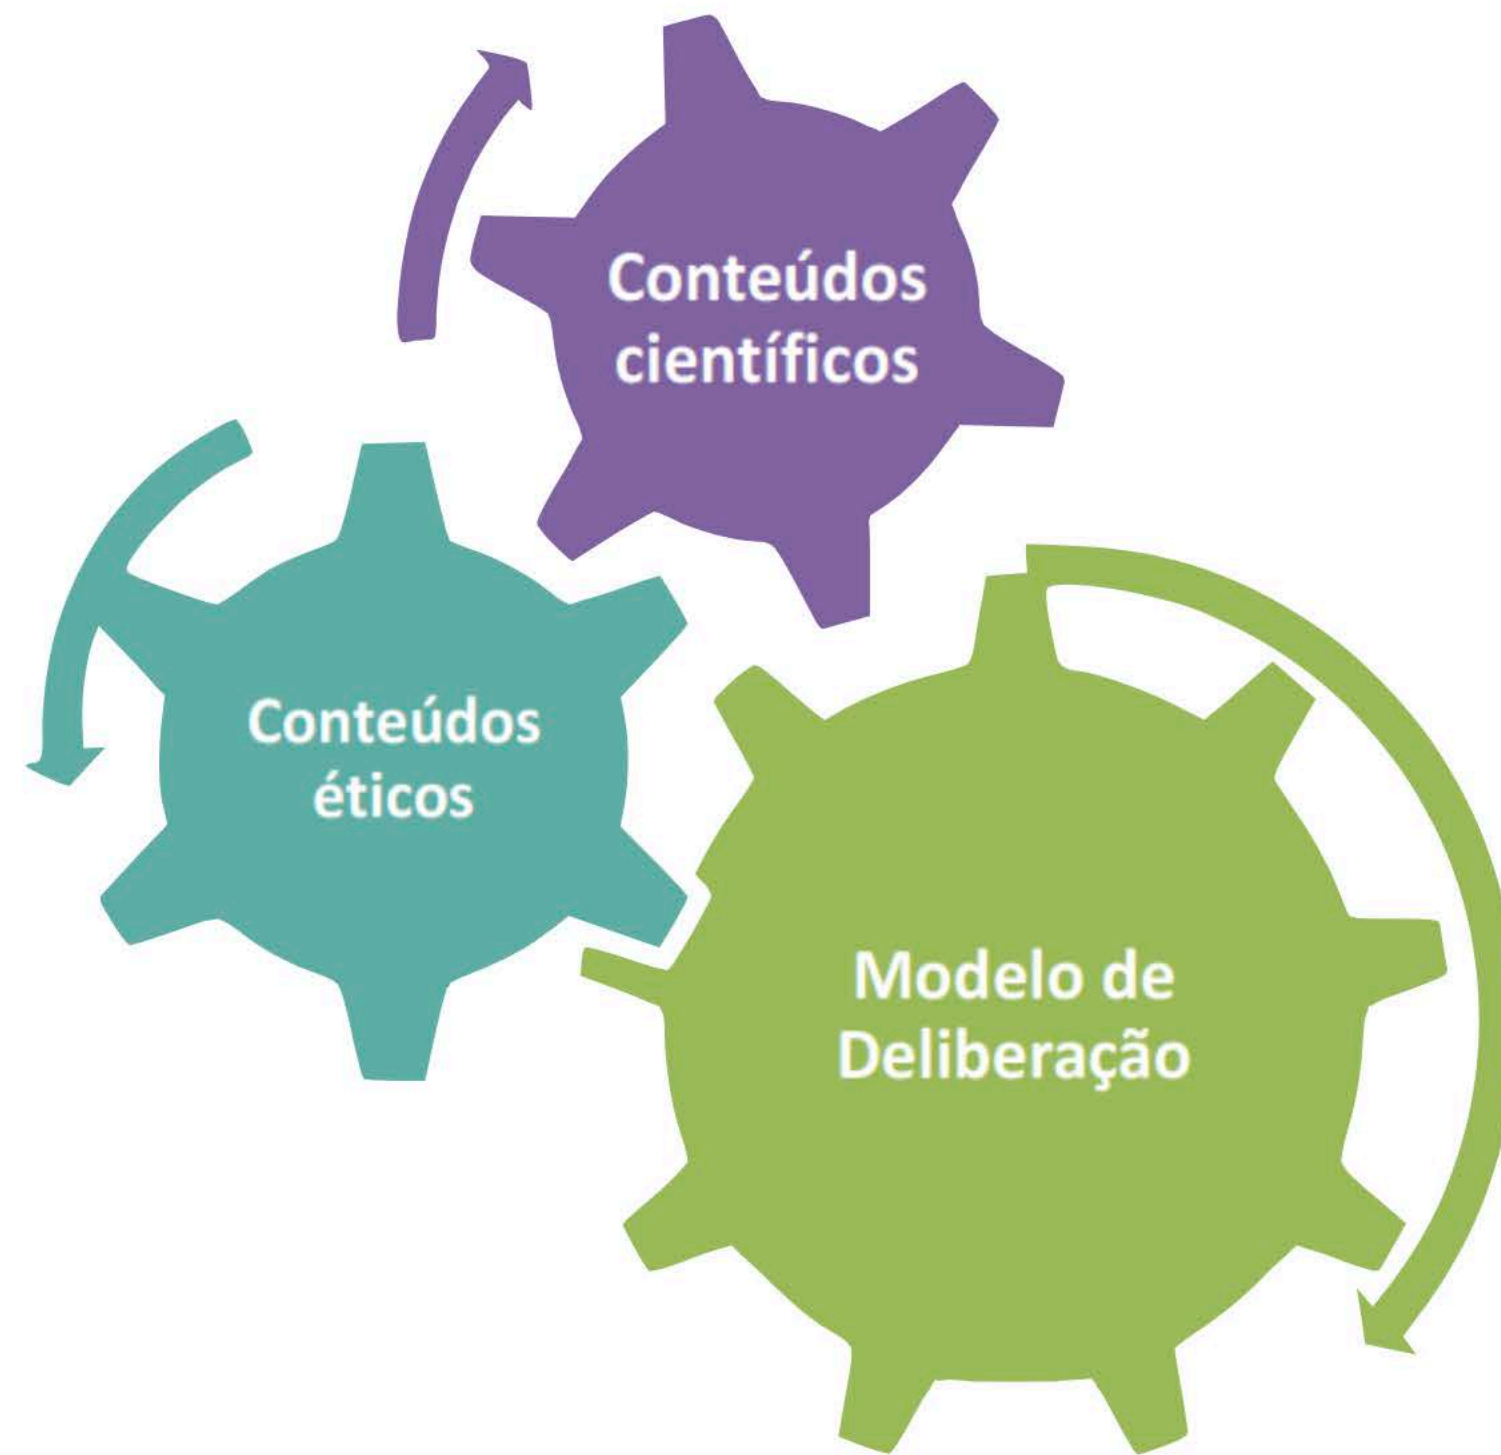 Conteúdos
científicos
Conteúdos
éticos
Modelo de
Deliberação